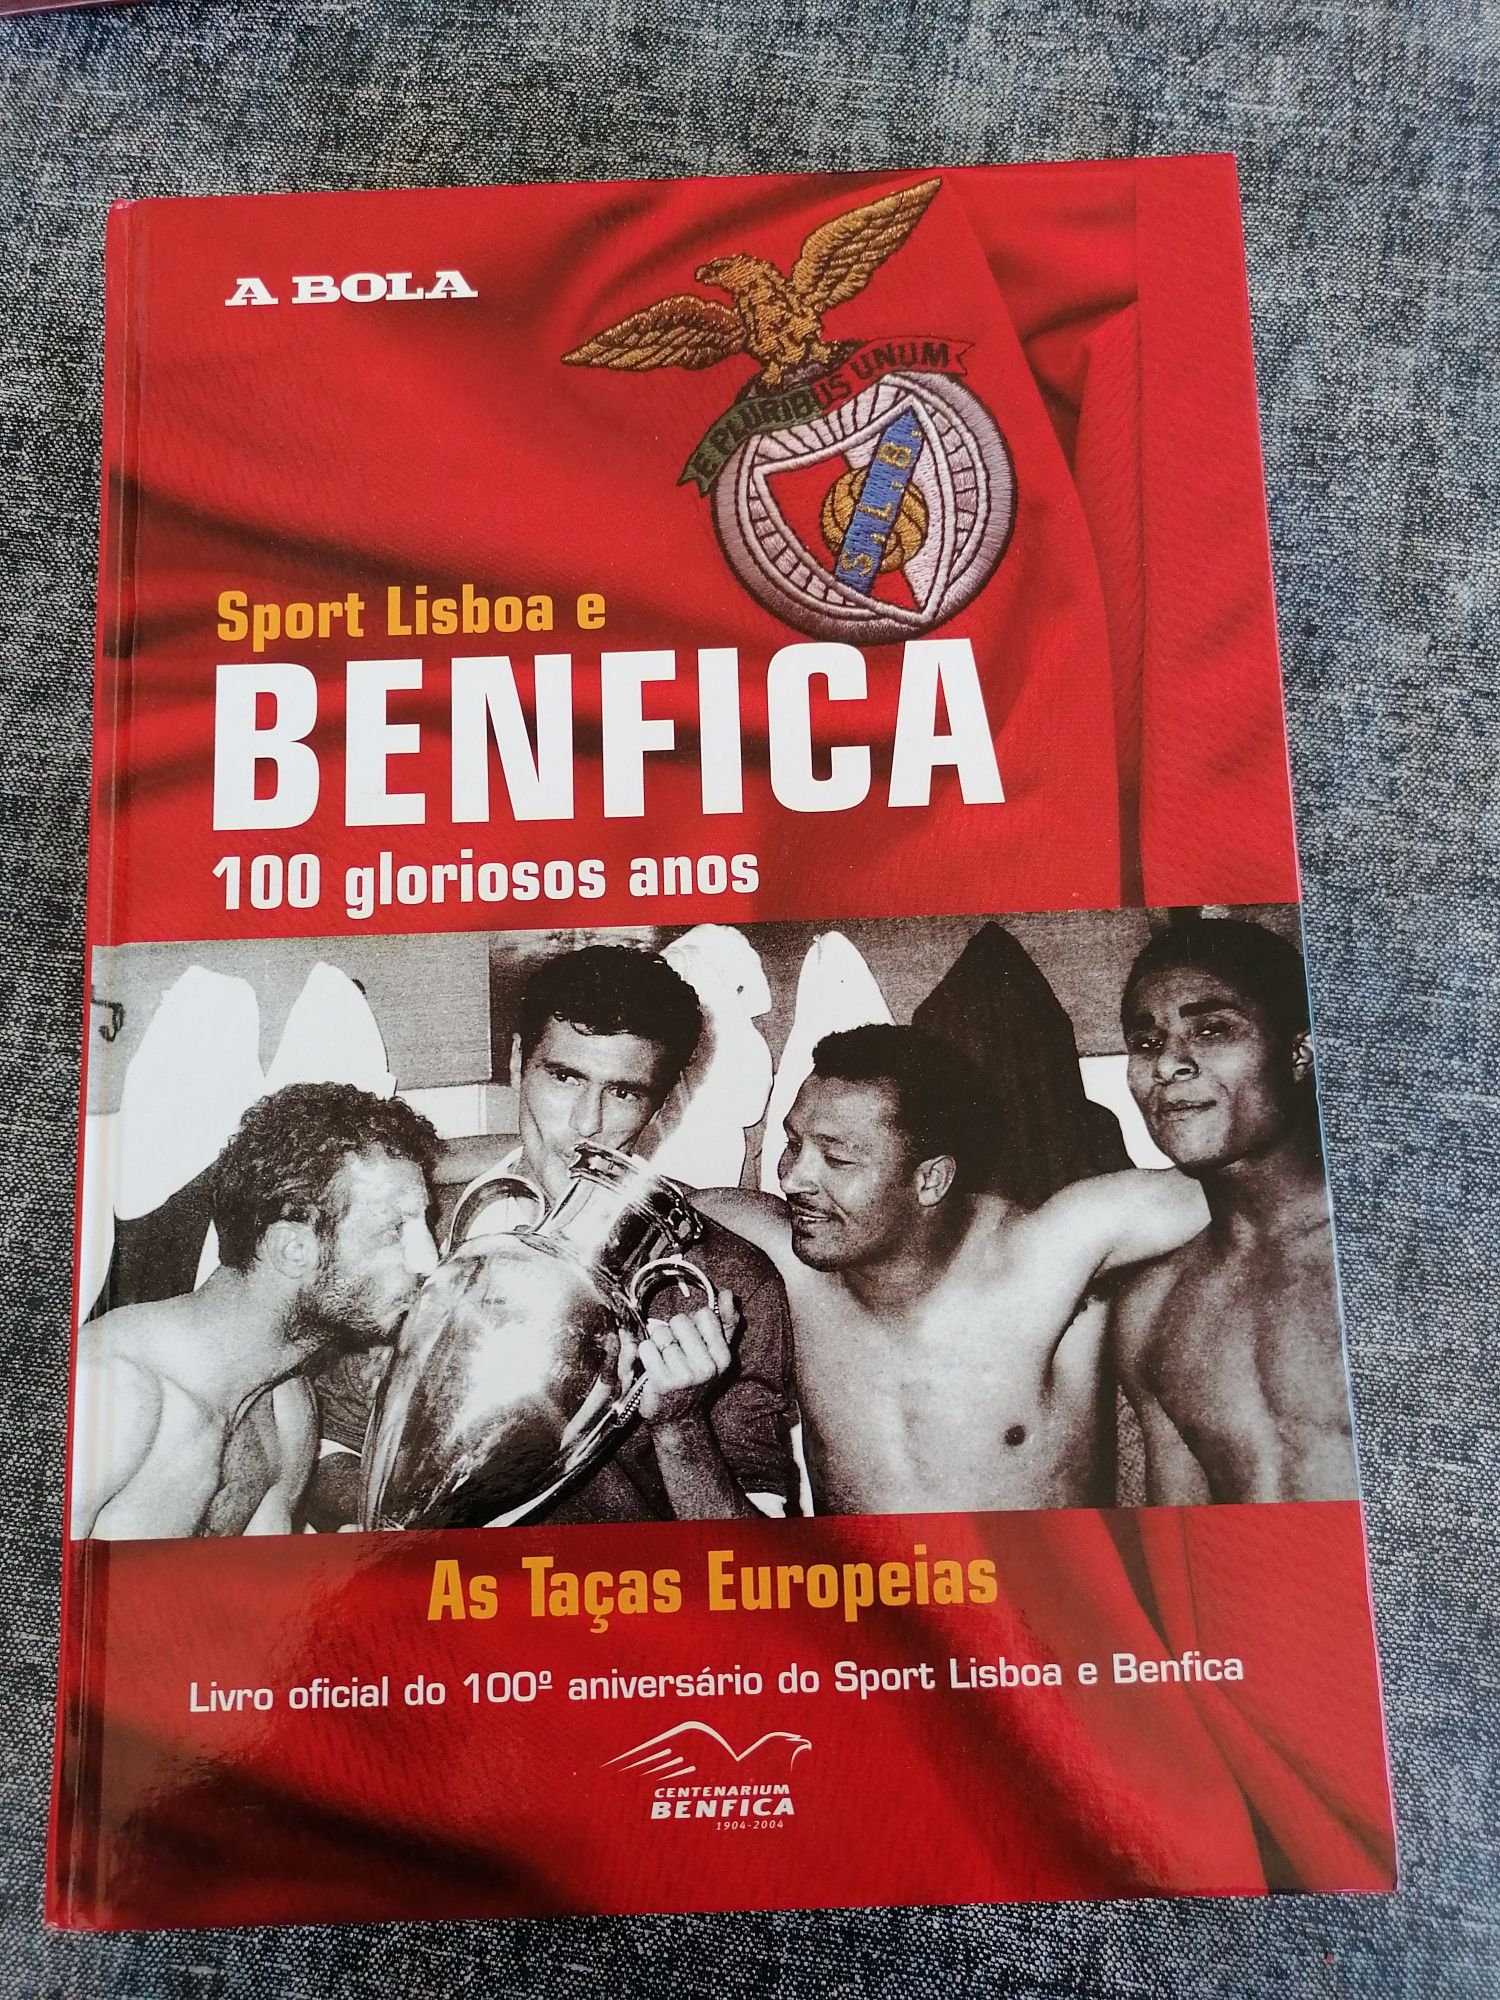 A BOLA
E PLURIBUS UNUM
S.L.B.
Sport Lisboa e
BENFICA
100 gloriosos anos
As Taças Europeias
Livro oficial do 100º aniversário do Sport Lisboa e Benfica
CENTENARIUM
BENFICA
1904-2004